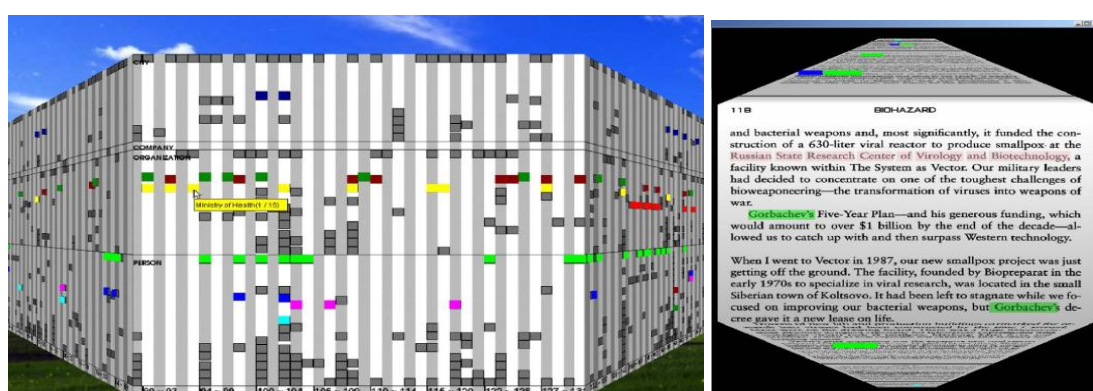 CITY
COMPANY
ORGANIZATION
Ministry of Health(1 / 15)
PERSON
118 BIOHAZARD
and bacterial weapons and, most significantly, it funded the con-
struction of a 630-liter viral reactor to produce smallpox at the
Russian State Research Center of Virology and Biotechnology, a
facility known within The System as Vector. Our military leaders
had decided to concentrate on one of the toughest challenges of
bioweaponeering—the transformation of viruses into weapons of
war.
Gorbachev's Five-Year Plan—and his generous funding, which
would amount to over $1 billion by the end of the decade—al-
lowed us to catch up with and then surpass Western technology.
When I went to Vector in 1987, our new smallpox project was just
getting off the ground. The facility, founded by Biopreparat in the
early 1970s to specialize in viral research, was located in the small
Siberian town of Koltsovo. It had been left to stagnate while we fo-
cused on improving our bacterial weapons, but Gorbachev's de-
cree gave it a new lease on life.